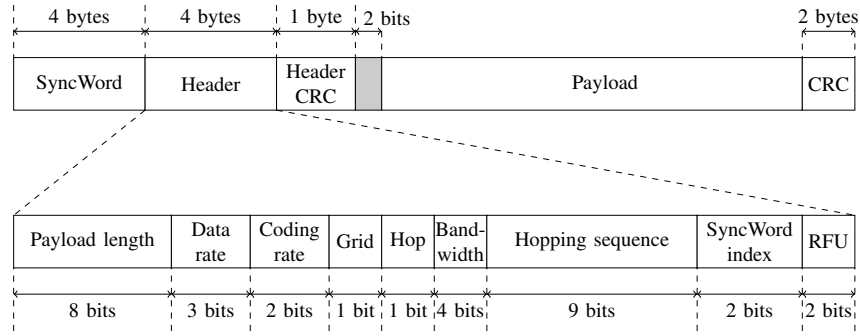 4 bytes 4 bytes 1 byte 2 bits 2 bytes
SyncWord Header Header CRC Payload CRC
Payload length Data rate Coding rate Grid Hop Band-width Hopping sequence SyncWord index RFU
8 bits 3 bits 2 bits 1 bit 1 bit 4 bits 9 bits 2 bits 2 bits